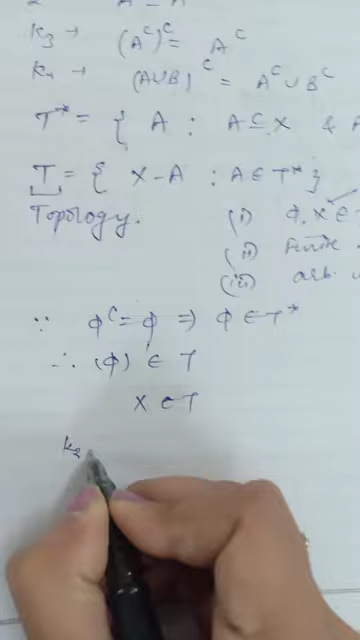 A A
K3 → (A^C)^C = A^C
K4 → (A∪B)^C = A^C ∪ B^C
T* = { A : A ⊆ X & A
T = { X - A : A ∈ T* }
Topology. (i) Φ, X ∈
(ii) Finite
(iii) arb.
∵ Φ^C = Φ ⇒ Φ ∈ T*
∴ (Φ) ∈ T
X ∈ T
K2